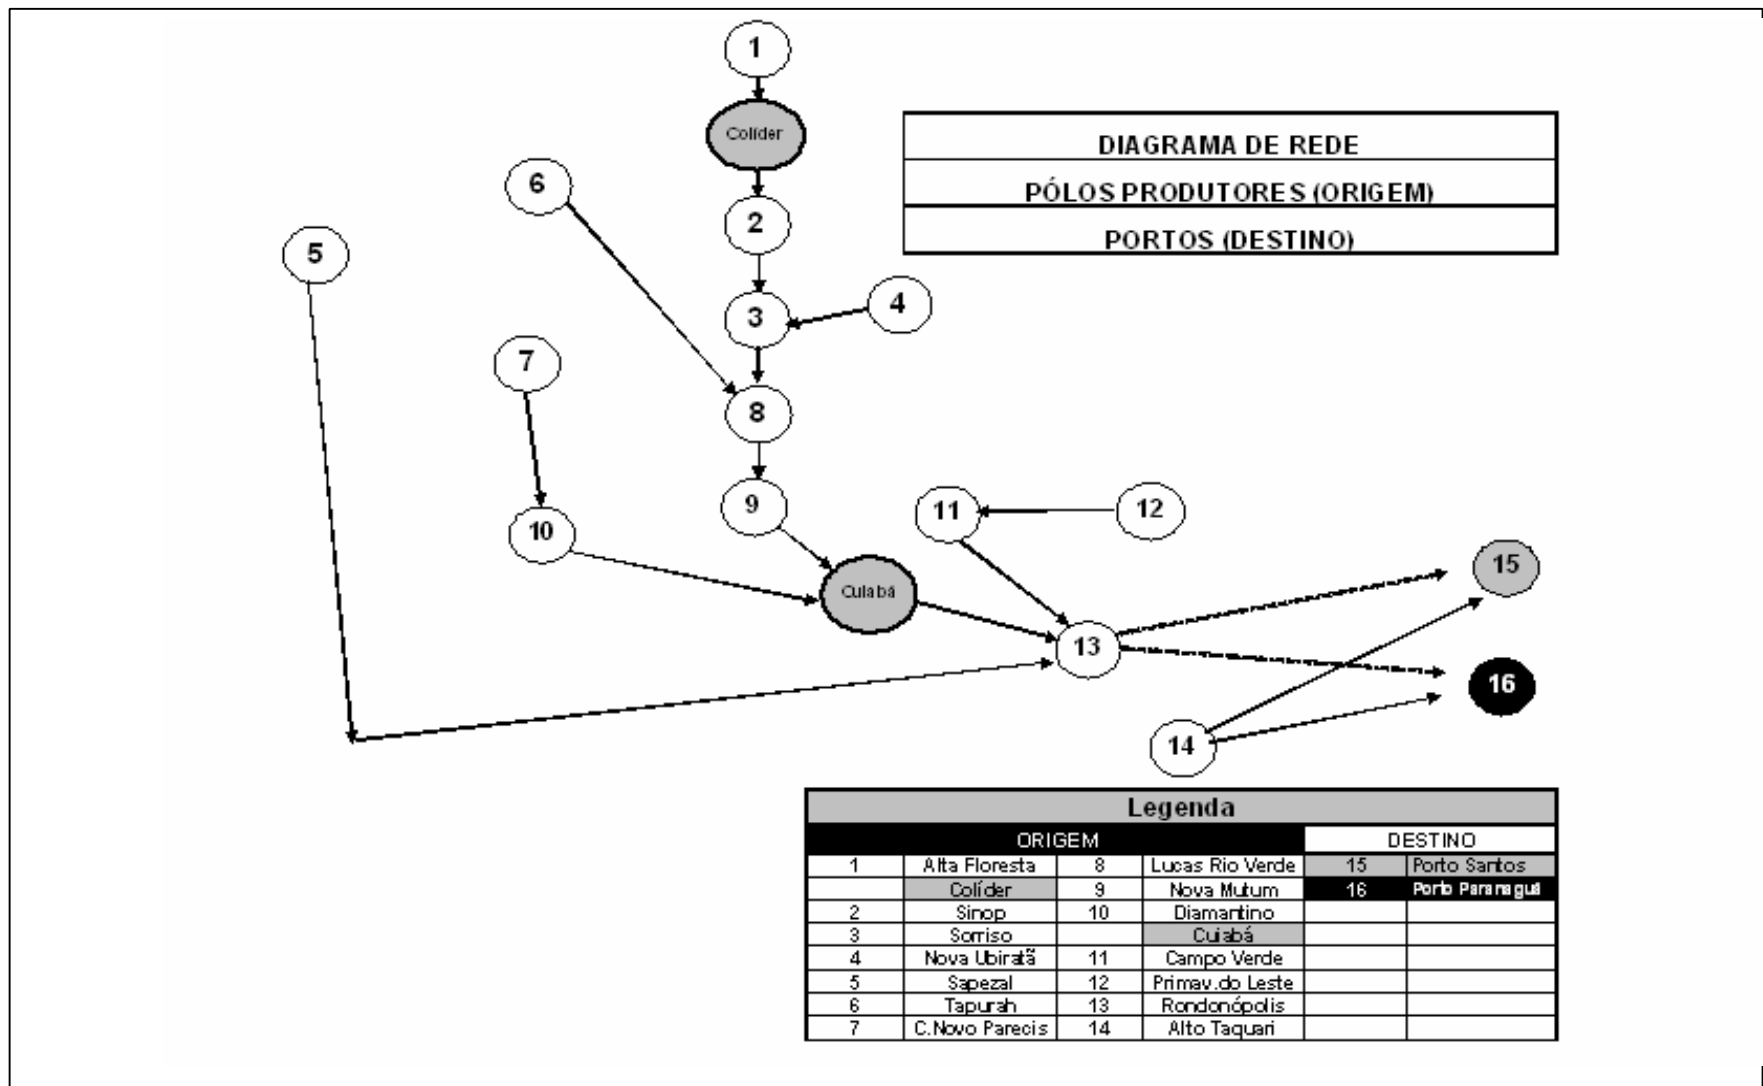 1
Colíder
DIAGRAMA DE REDE
PÓLOS PRODUTORES (ORIGEM)
PORTOS (DESTINO)
6
2
5
3
4
7
8
9
11
12
10
15
Cuiabá
13
16
14
Legenda
ORIGEM DESTINO
1 Alta Floresta 8 Lucas Rio Verde 15 Porto Santos
Colíder 9 Nova Mutum 16 Porto Paranaguá
2 Sinop 10 Diamantino
3 Sorriso Cuiabá
4 Nova Ubiratã 11 Campo Verde
5 Sapezal 12 Primav.do Leste
6 Tapurah 13 Rondonópolis
7 C.Novo Parecis 14 Alto Taquari